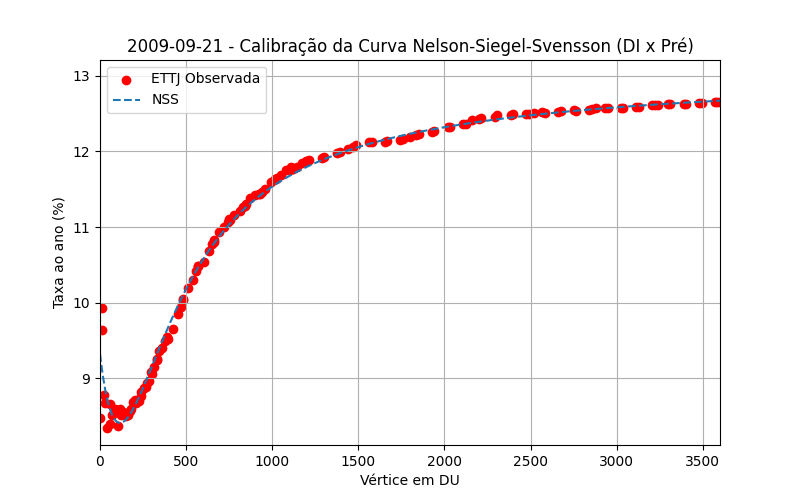 2009-09-21 - Calibração da Curva Nelson-Siegel-Svensson (DI x Pré)
ETTJ Observada
NSS
Taxa ao ano (%)
13
12
11
10
9
0 500 1000 1500 2000 2500 3000 3500
Vértice em DU